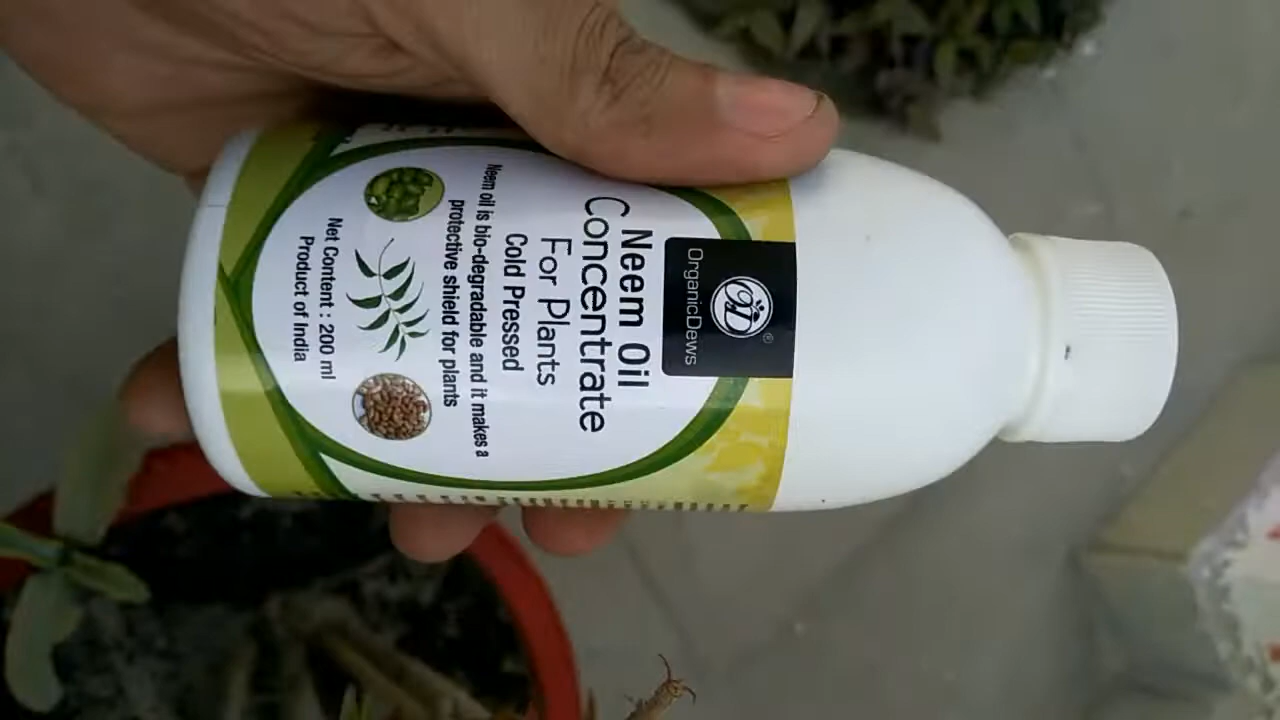 OD®
OrganicDews
Neem Oil
Concentrate
For Plants
Cold Pressed
Neem oil is bio-degradable and it makes a
protective shield for plants
Net Content : 200 ml
Product of India